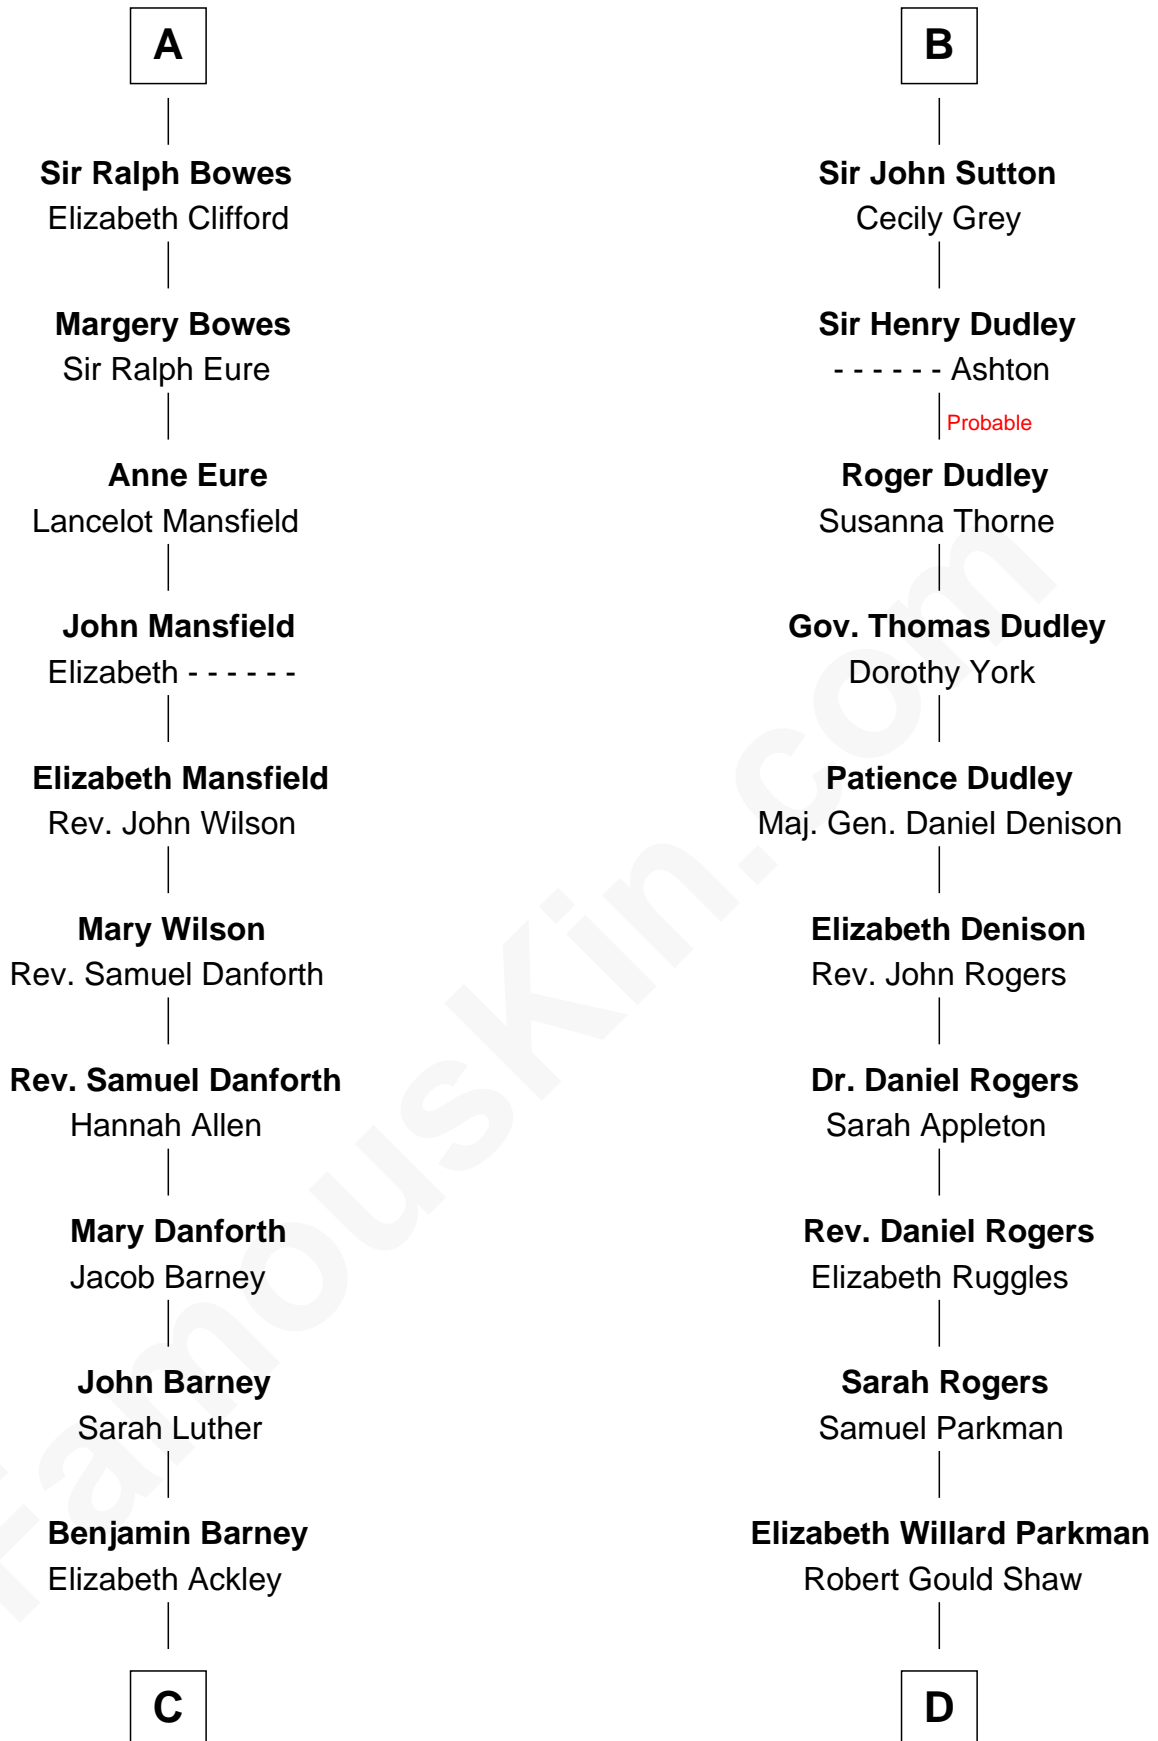 A
Sir Ralph Bowes
Elizabeth Clifford
Margery Bowes
Sir Ralph Eure
Anne Eure
Lancelot Mansfield
John Mansfield
Elizabeth - - - - - -
Elizabeth Mansfield
Rev. John Wilson
Mary Wilson
Rev. Samuel Danforth
Rev. Samuel Danforth
Hannah Allen
Mary Danforth
Jacob Barney
John Barney
Sarah Luther
Benjamin Barney
Elizabeth Ackley
C
B
Sir John Sutton
Cecily Grey
Sir Henry Dudley
- - - - - - Ashton
Probable
Roger Dudley
Susanna Thorne
Gov. Thomas Dudley
Dorothy York
Patience Dudley
Maj. Gen. Daniel Denison
Elizabeth Denison
Rev. John Rogers
Dr. Daniel Rogers
Sarah Appleton
Rev. Daniel Rogers
Elizabeth Ruggles
Sarah Rogers
Samuel Parkman
Elizabeth Willard Parkman
Robert Gould Shaw
D
FamousKin.com